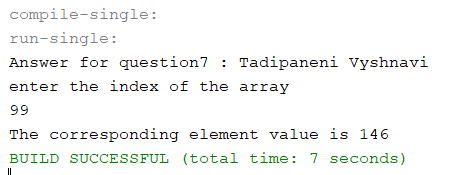 compile-single:
run-single:
Answer for question7 : Tadipaneni Vyshnavi
enter the index of the array
99
The corresponding element value is 146
BUILD SUCCESSFUL (total time: 7 seconds)